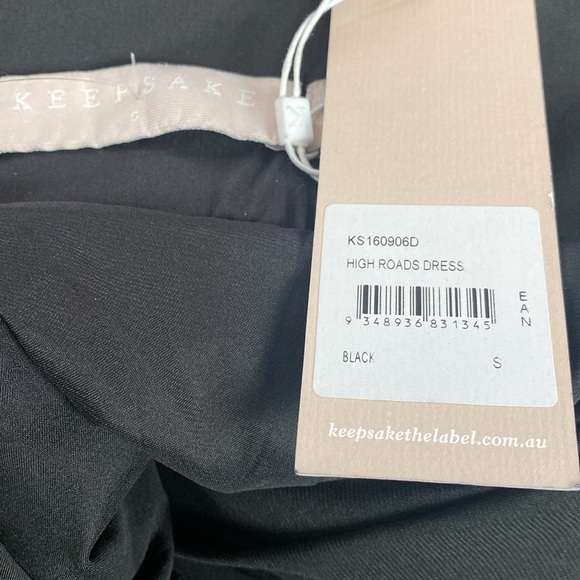 KEEPSAKE
S
K
KS160906D
HIGH ROADS DRESS
9 348936 831345
EAN
BLACK S
keepsakethelabel.com.au